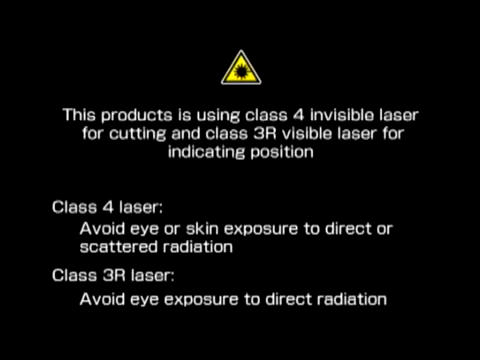 This products is using class 4 invisible laser
for cutting and class 3R visible laser for
indicating position
Class 4 laser:
Avoid eye or skin exposure to direct or
scattered radiation
Class 3R laser:
Avoid eye exposure to direct radiation